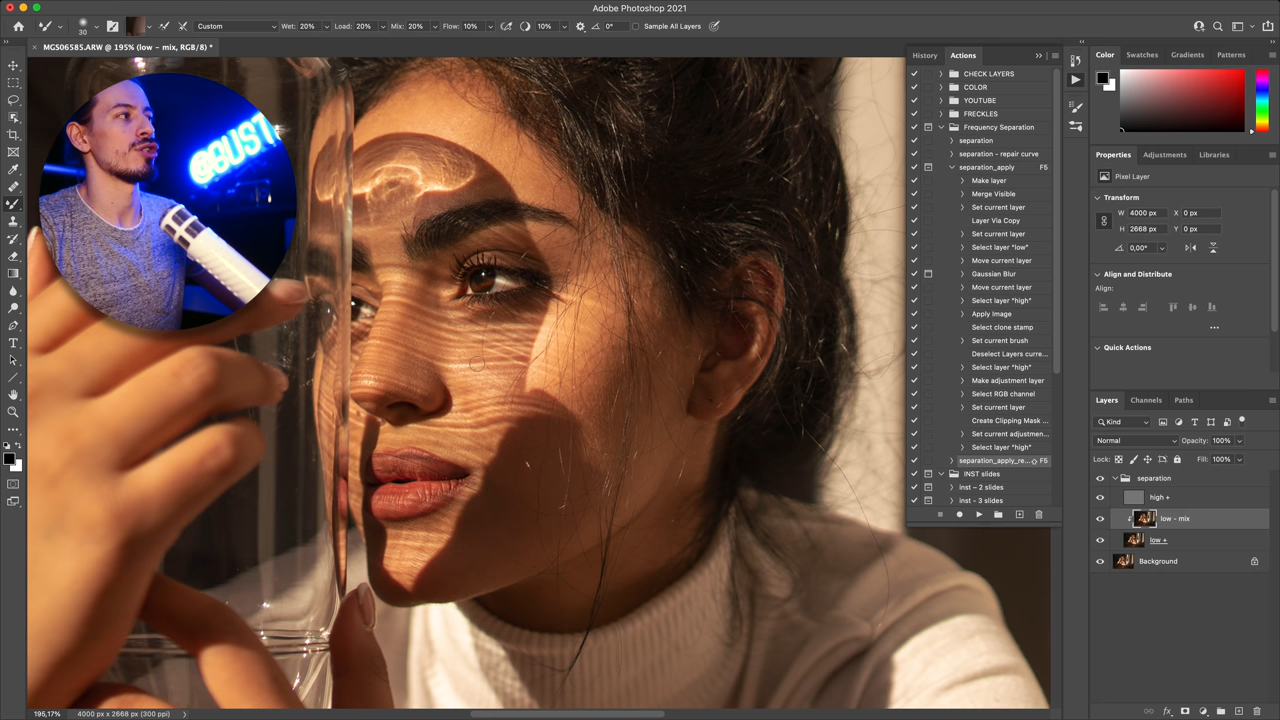 Adobe Photoshop 2021
30
Custom
Wet: 20%
Load: 20%
Mix: 20%
Flow: 10%
10%
0°
Sample All Layers
MGS06585.ARW @ 195% (low - mix, RGB/8) *
@GUST
History
Actions
CHECK LAYERS
COLOR
YOUTUBE
FRECKLES
Frequency Separation
separation
separation - repair curve
separation_apply F5
Make layer
Merge Visible
Set current layer
Layer Via Copy
Set current layer
Select layer "low"
Move current layer
Gaussian Blur
Move current layer
Select layer "high"
Apply Image
Select clone stamp
Set current brush
Deselect Layers curre...
Select layer "high"
Make adjustment layer
Select RGB channel
Set current layer
Create Clipping Mask ...
Set current adjustmen...
Select layer "high"
separation_apply_re... F5
INST slides
inst – 2 slides
inst - 3 slides
Color
Swatches
Gradients
Patterns
Properties
Adjustments
Libraries
Pixel Layer
Transform
W 4000 px X 0 px
H 2668 px Y 0 px
0,00°
Align and Distribute
Align:
Quick Actions
Layers
Channels
Paths
Kind
Normal
Opacity: 100%
Lock:
Fill: 100%
separation
high +
low - mix
low +
Background
195,17%
4000 px x 2668 px (300 ppi)